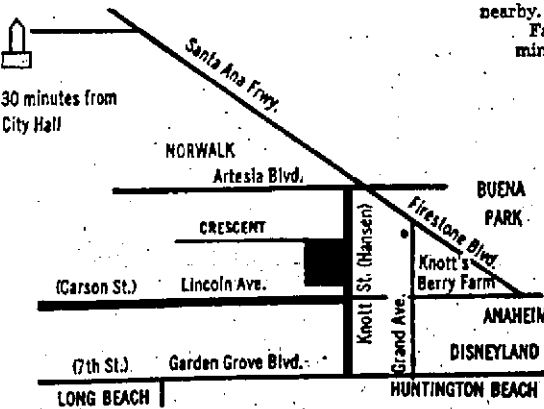 nearby.
Fa
min
Santa Ana Frwy.
30 minutes from
City Hall
NORWALK
Artesia Blvd.
BUENA
PARK
Firestone Blvd.
CRESCENT
Knott St. (Hansen)
Knott's
Berry Farm
(Carson St.) Lincoln Ave.
Grand Ave.
ANAHEIM
DISNEYLAND
(7th St.) Garden Grove Blvd.
LONG BEACH
HUNTINGTON BEACH